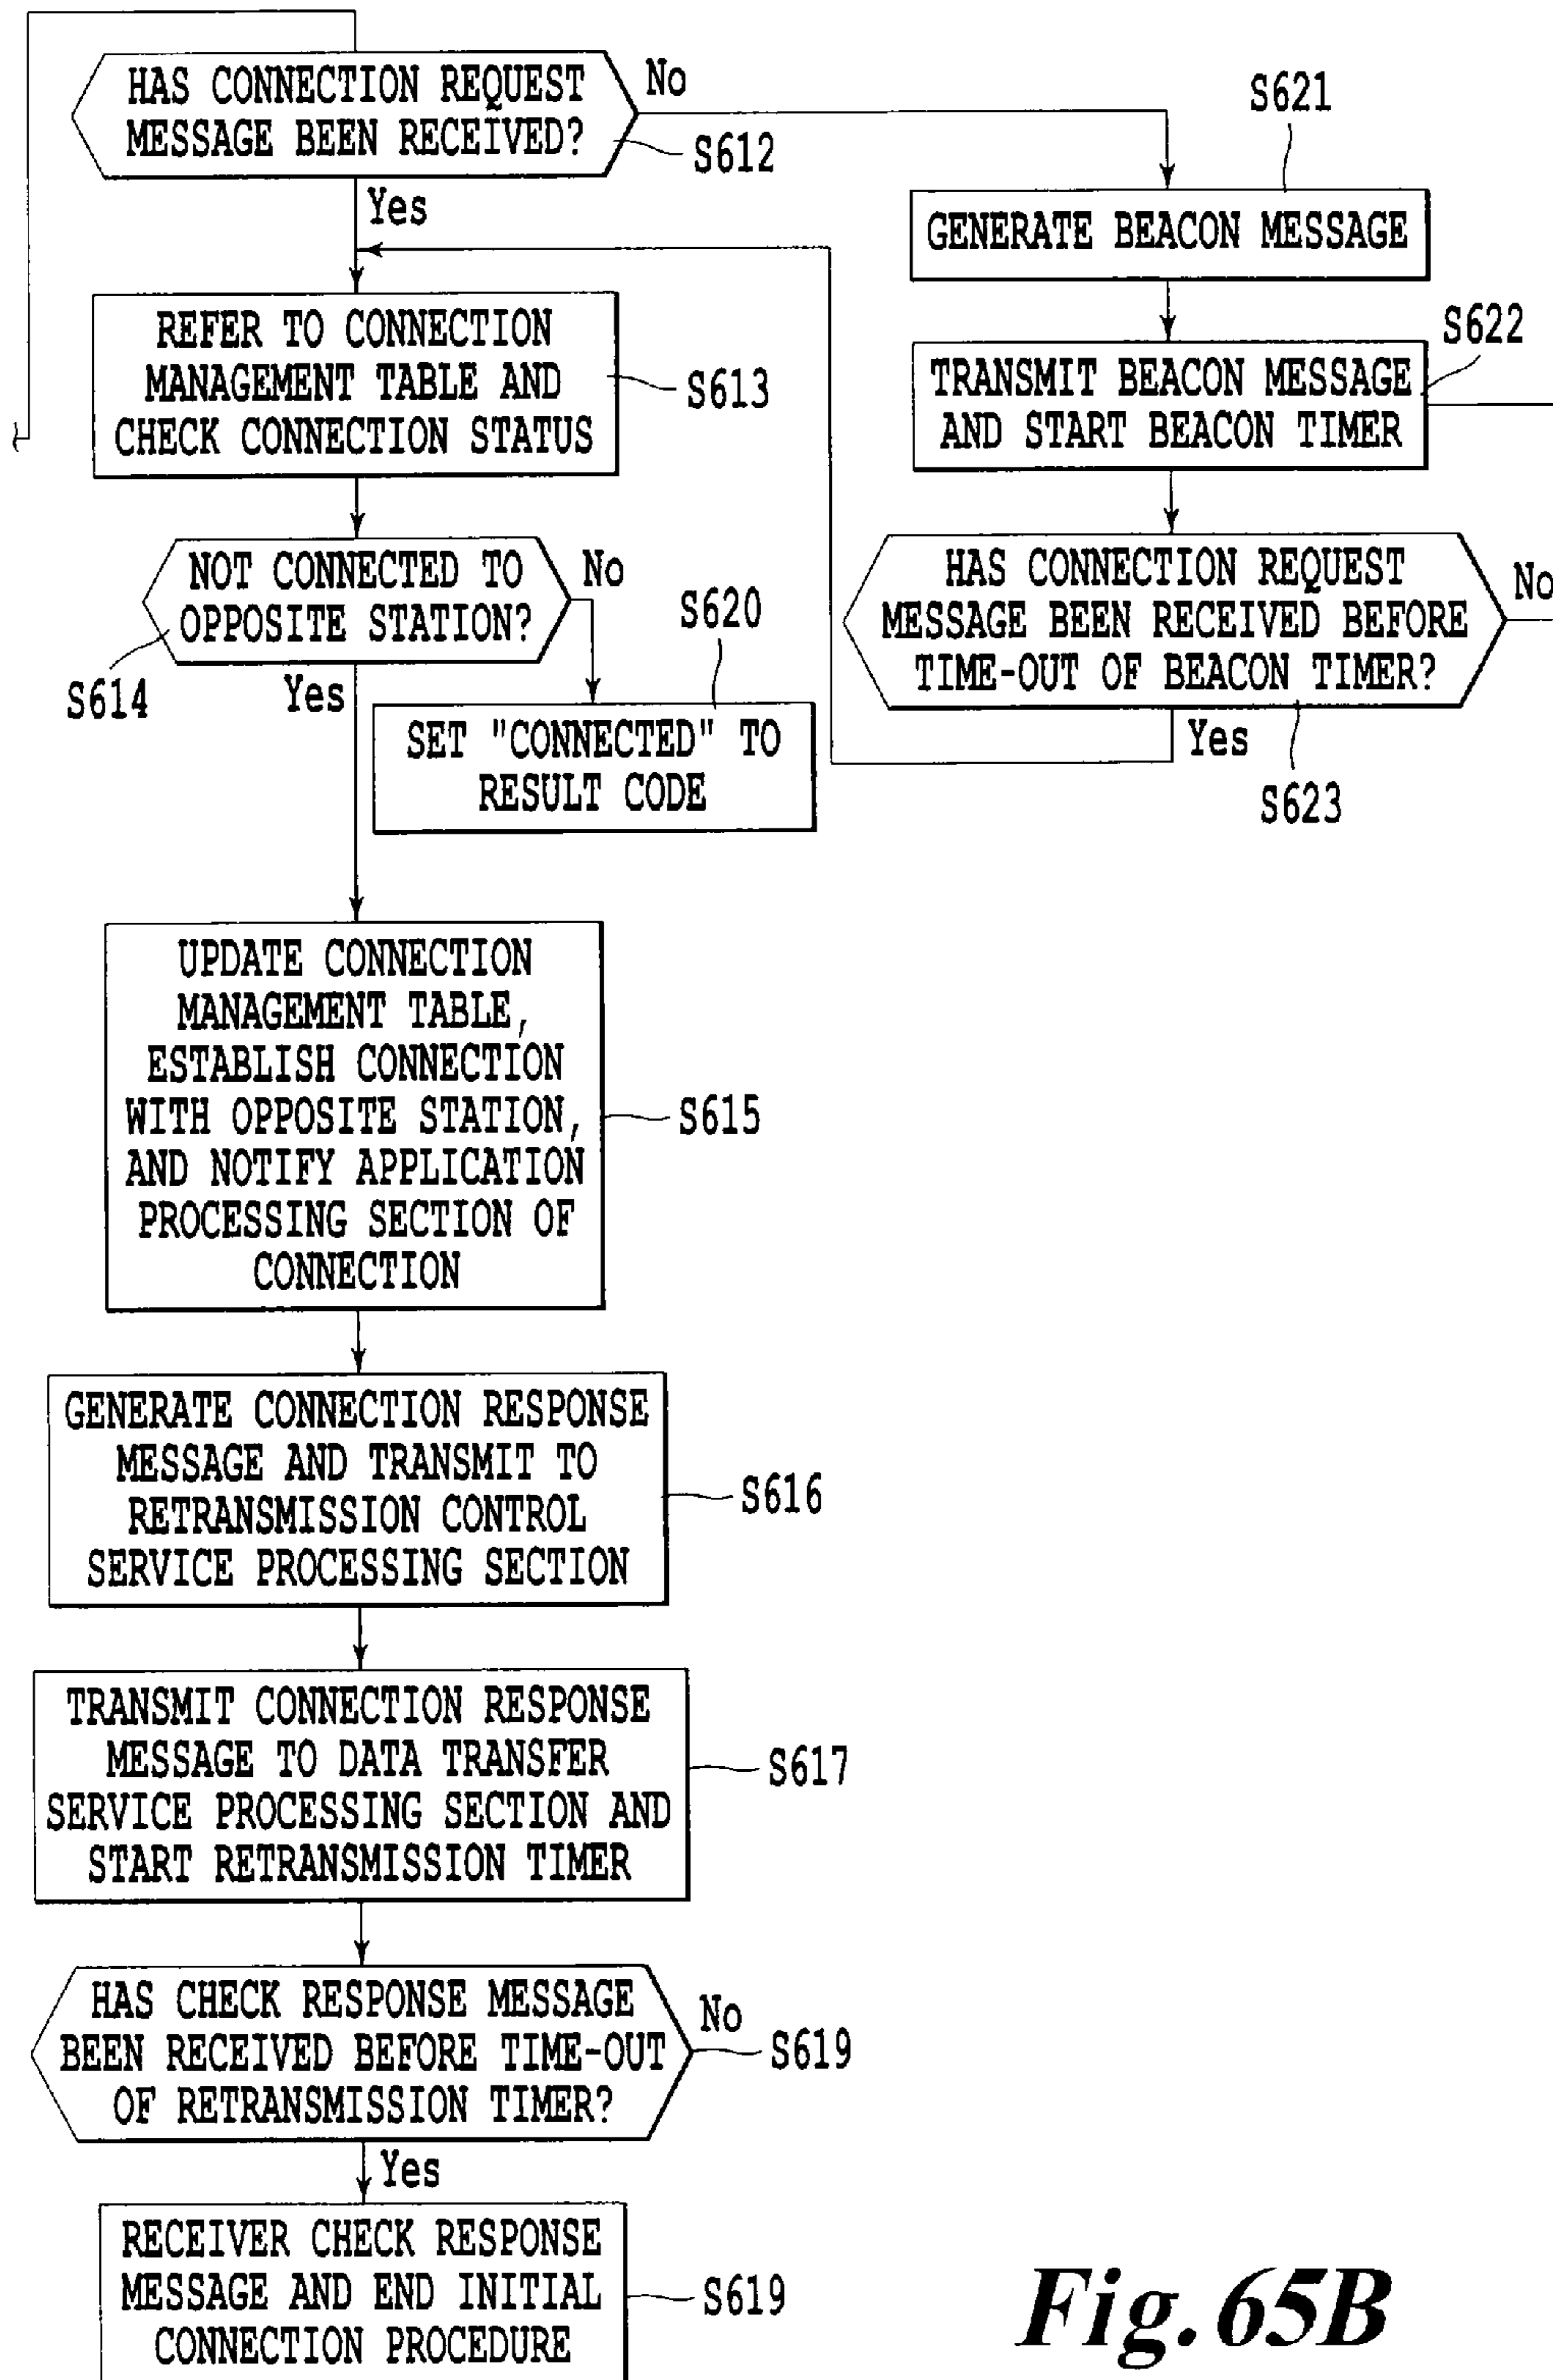 HAS CONNECTION REQUEST
MESSAGE BEEN RECEIVED?
No
S612
Yes
REFER TO CONNECTION
MANAGEMENT TABLE AND
CHECK CONNECTION STATUS
S613
NOT CONNECTED TO
OPPOSITE STATION?
No
S614
Yes
S620
SET "CONNECTED" TO
RESULT CODE
S621
GENERATE BEACON MESSAGE
S622
TRANSMIT BEACON MESSAGE
AND START BEACON TIMER
HAS CONNECTION REQUEST
MESSAGE BEEN RECEIVED BEFORE
TIME-OUT OF BEACON TIMER?
No
Yes
S623
UPDATE CONNECTION
MANAGEMENT TABLE,
ESTABLISH CONNECTION
WITH OPPOSITE STATION,
AND NOTIFY APPLICATION
PROCESSING SECTION OF
CONNECTION
S615
GENERATE CONNECTION RESPONSE
MESSAGE AND TRANSMIT TO
RETRANSMISSION CONTROL
SERVICE PROCESSING SECTION
S616
TRANSMIT CONNECTION RESPONSE
MESSAGE TO DATA TRANSFER
SERVICE PROCESSING SECTION AND
START RETRANSMISSION TIMER
S617
HAS CHECK RESPONSE MESSAGE
BEEN RECEIVED BEFORE TIME-OUT
OF RETRANSMISSION TIMER?
No
S619
Yes
RECEIVER CHECK RESPONSE
MESSAGE AND END INITIAL
CONNECTION PROCEDURE
S619
Fig. 65B